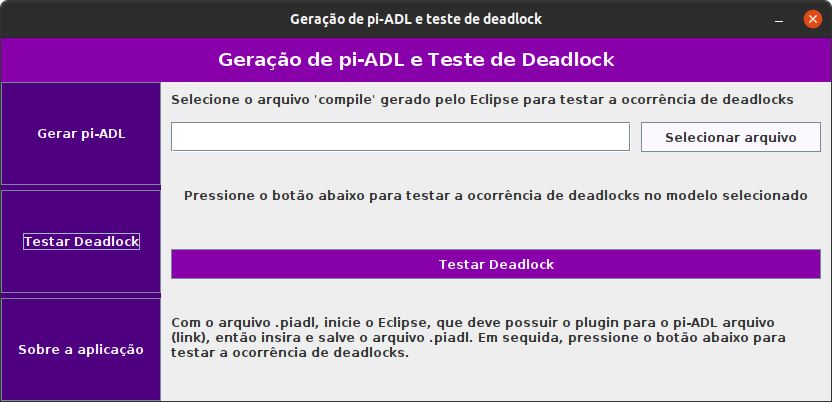 Geração de pi-ADL e teste de deadlock
Geração de pi-ADL e Teste de Deadlock
Gerar pi-ADL
Testar Deadlock
Sobre a aplicação
Selecione o arquivo 'compile' gerado pelo Eclipse para testar a ocorrência de deadlocks
Selecionar arquivo
Pressione o botão abaixo para testar a ocorrência de deadlocks no modelo selecionado
Testar Deadlock
Com o arquivo .piadl, inicie o Eclipse, que deve possuir o plugin para o pi-ADL arquivo
(link), então insira e salve o arquivo .piadl. Em sequida, pressione o botão abaixo para
testar a ocorrência de deadlocks.